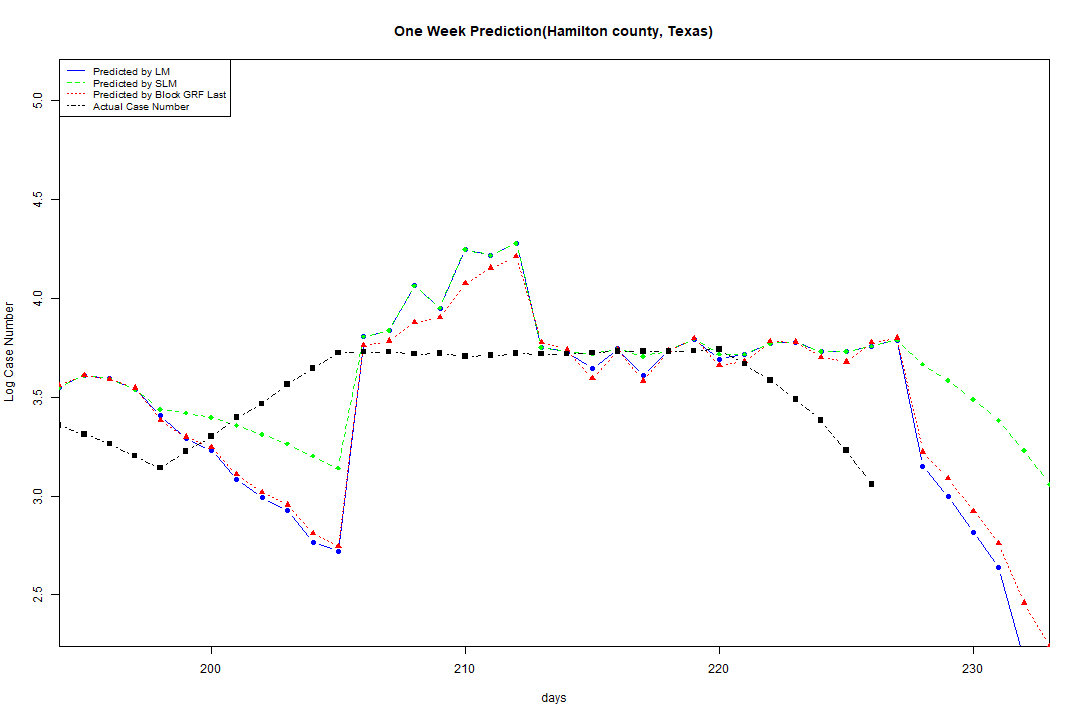 One Week Prediction(Hamilton county, Texas)
Predicted by LM
Predicted by SLM
Predicted by Block GRF Last
Actual Case Number
5.0
4.5
4.0
3.5
3.0
2.5
Log Case Number
200 210 220 230
days